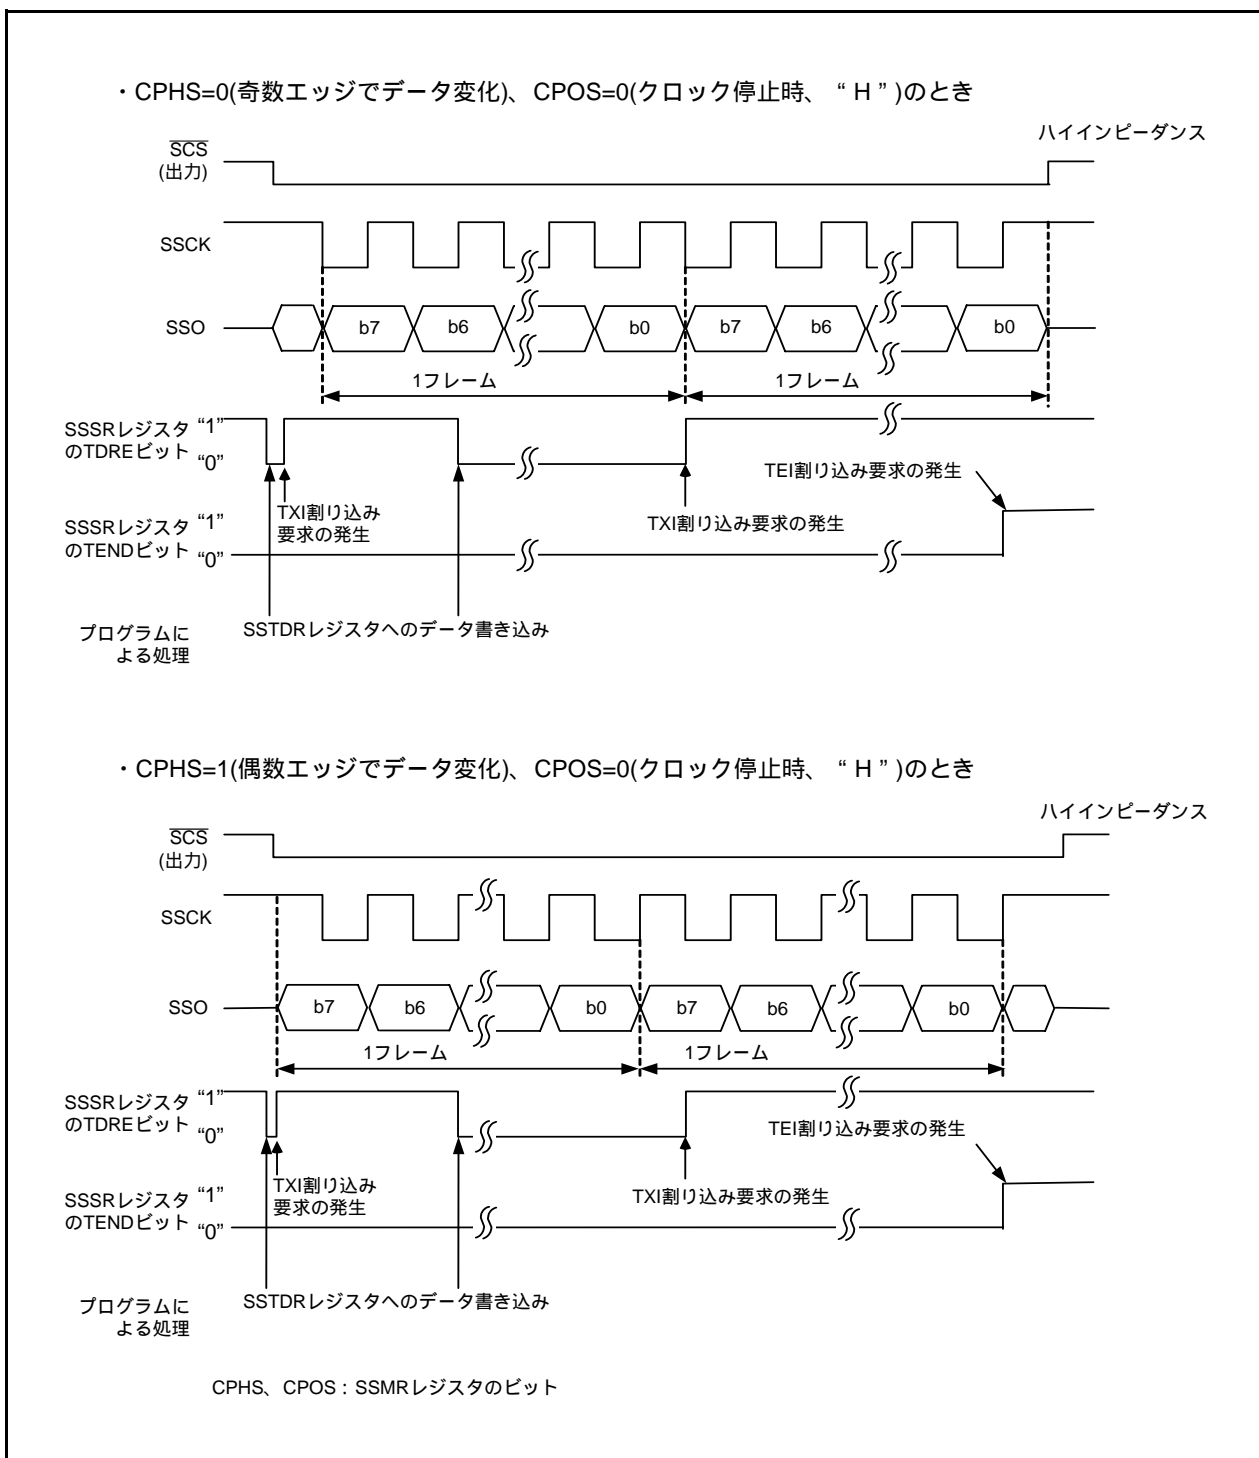 ・CPHS=0(奇数エッジでデータ変化)、CPOS=0(クロック停止時、“H”)のとき
ハイインピーダンス
SCS
(出力)
SSCK
SSO
b7
b6
b0
b7
b6
b0
1フレーム
1フレーム
SSSRレジスタ “1”
のTDREビット “0”
TEI割り込み要求の発生
TXI割り込み
要求の発生
TXI割り込み要求の発生
SSSRレジスタ “1”
のTENDビット “0”
SSTDRレジスタへのデータ書き込み
プログラムに
よる処理
・CPHS=1(偶数エッジでデータ変化)、CPOS=0(クロック停止時、“H”)のとき
ハイインピーダンス
SCS
(出力)
SSCK
SSO
b7
b6
b0
b7
b6
b0
1フレーム
1フレーム
SSSRレジスタ “1”
のTDREビット “0”
TEI割り込み要求の発生
TXI割り込み
要求の発生
TXI割り込み要求の発生
SSSRレジスタ “1”
のTENDビット “0”
SSTDRレジスタへのデータ書き込み
プログラムに
よる処理
CPHS、CPOS：SSMRレジスタのビット